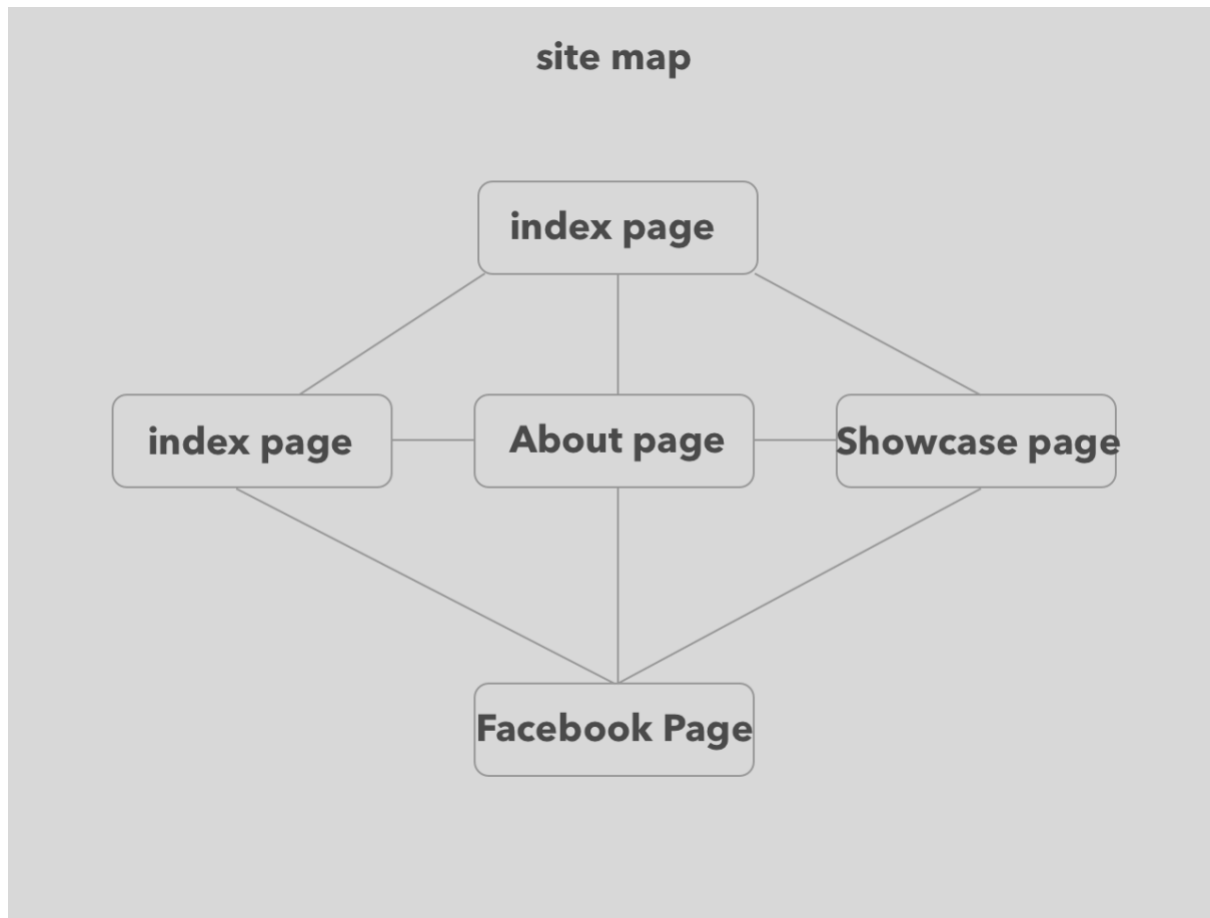 site map
index page
index page
About page
Showcase page
Facebook Page